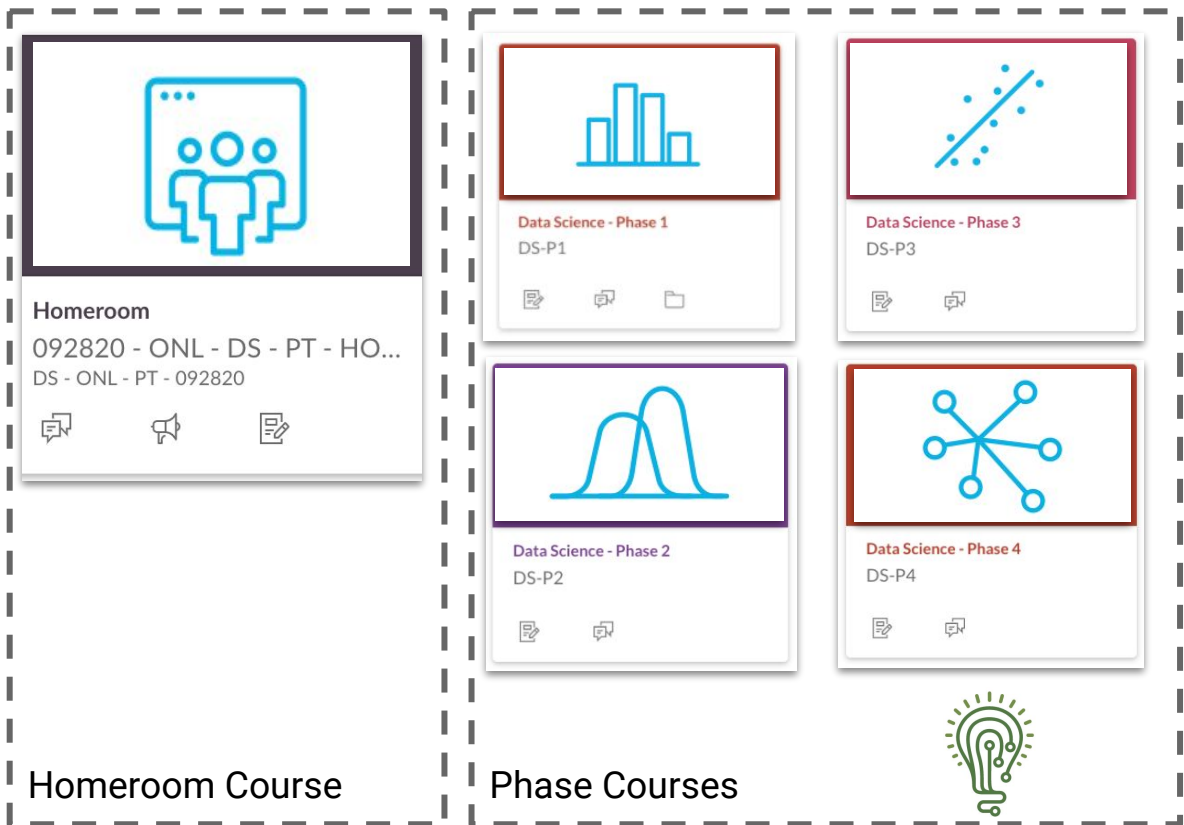 Homeroom
092820 - ONL - DS - PT - HO...
DS - ONL - PT - 092820
Homeroom Course
Data Science - Phase 1
DS-P1
Data Science - Phase 3
DS-P3
Data Science - Phase 2
DS-P2
Data Science - Phase 4
DS-P4
Phase Courses